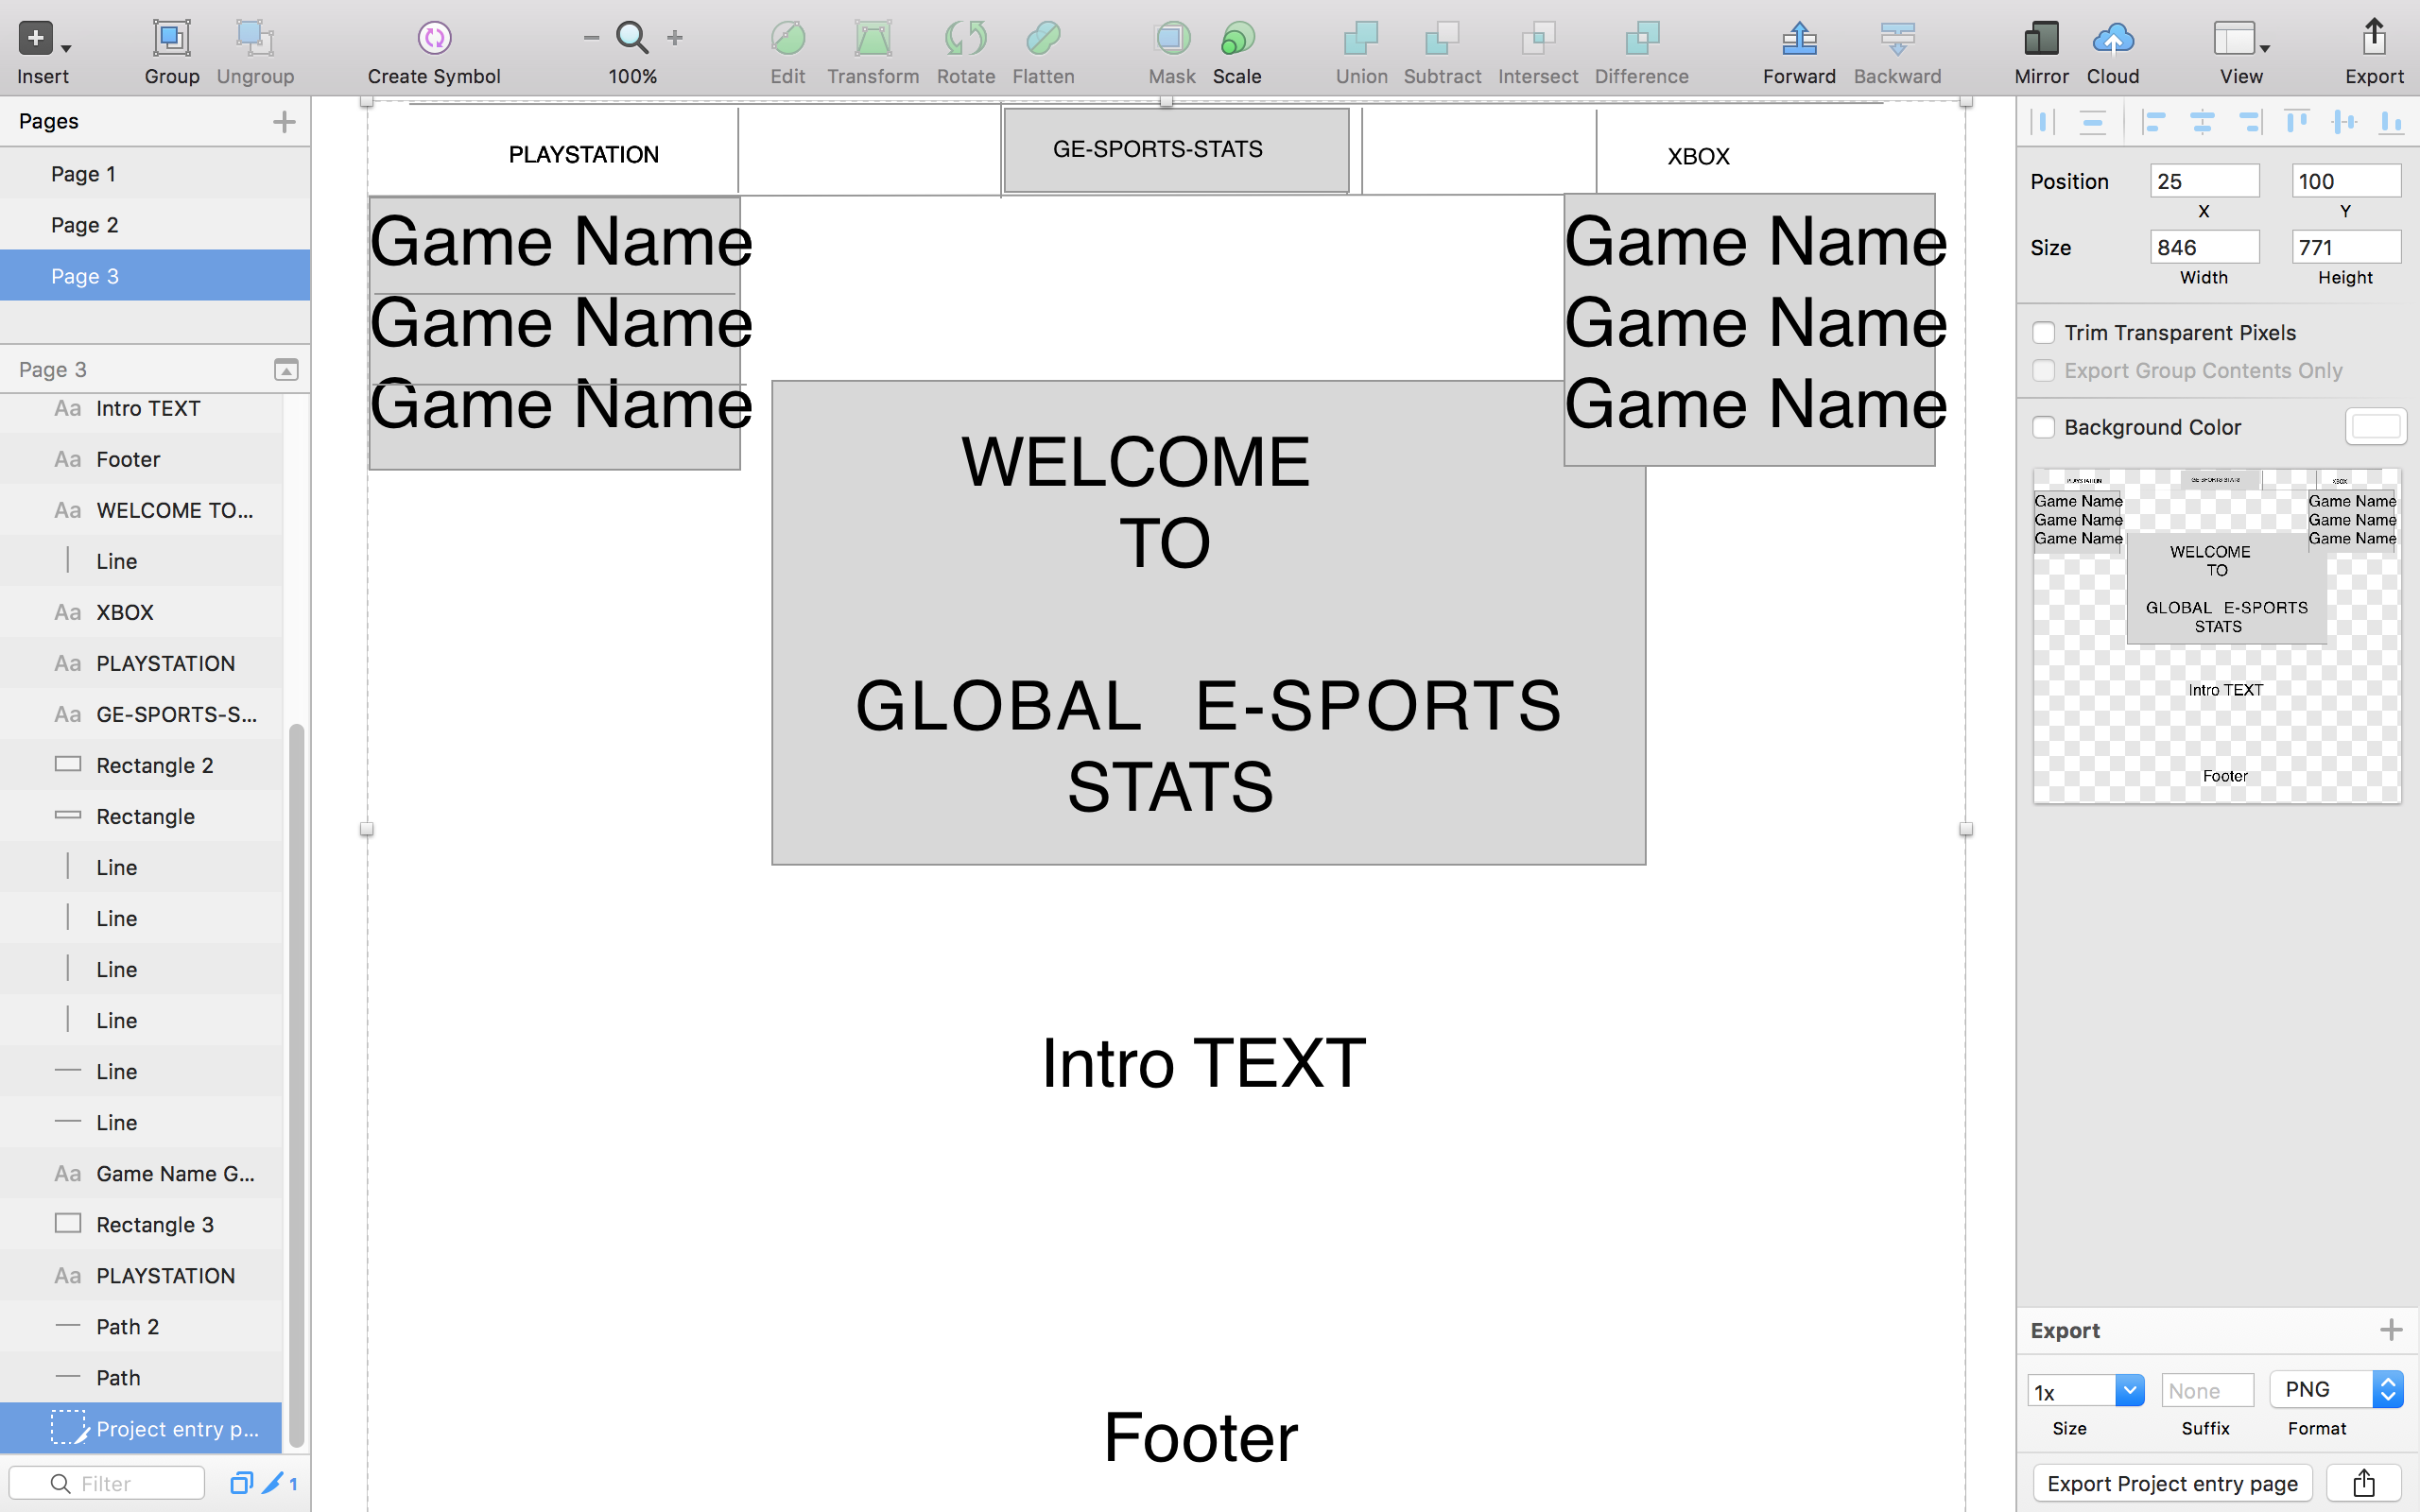 Insert
Group
Ungroup
Create Symbol
100%
Edit
Transform
Rotate
Flatten
Mask
Scale
Union
Subtract
Intersect
Difference
Forward
Backward
Mirror
Cloud
View
Export
Pages
Page 1
Page 2
Page 3
Page 3
Aa Intro TEXT
Aa Footer
Aa WELCOME TO...
Line
Aa XBOX
Aa PLAYSTATION
Aa GE-SPORTS-S...
Rectangle 2
Rectangle
Line
Line
Line
Line
Line
Line
Aa Game Name G...
Rectangle 3
Aa PLAYSTATION
Path 2
Path
Project entry p...
Filter
1
PLAYSTATION
GE-SPORTS-STATS
XBOX
Game Name
Game Name
Game Name
Game Name
Game Name
Game Name
WELCOME
TO
GLOBAL E-SPORTS
STATS
Intro TEXT
Footer
Position 25 100
X Y
Size 846 771
Width Height
Trim Transparent Pixels
Export Group Contents Only
Background Color
PLAYSTATION
GE-SPORTS-STATS
XBOX
Game Name
Game Name
Game Name
Game Name
Game Name
Game Name
WELCOME
TO
GLOBAL E-SPORTS
STATS
Intro TEXT
Footer
Export
1x None PNG
Size Suffix Format
Export Project entry page